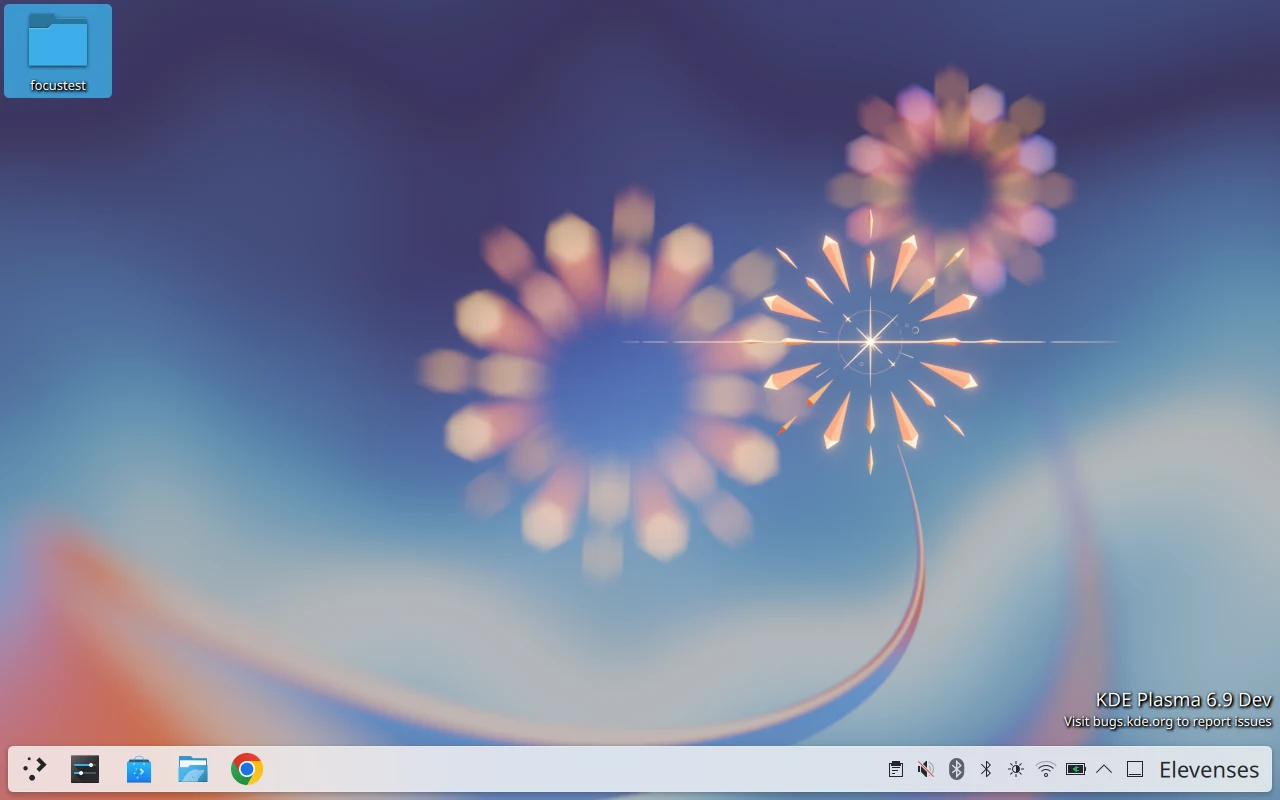 focustest
KDE Plasma 6.9 Dev
Visit bugs.kde.org to report issues
Elevenses